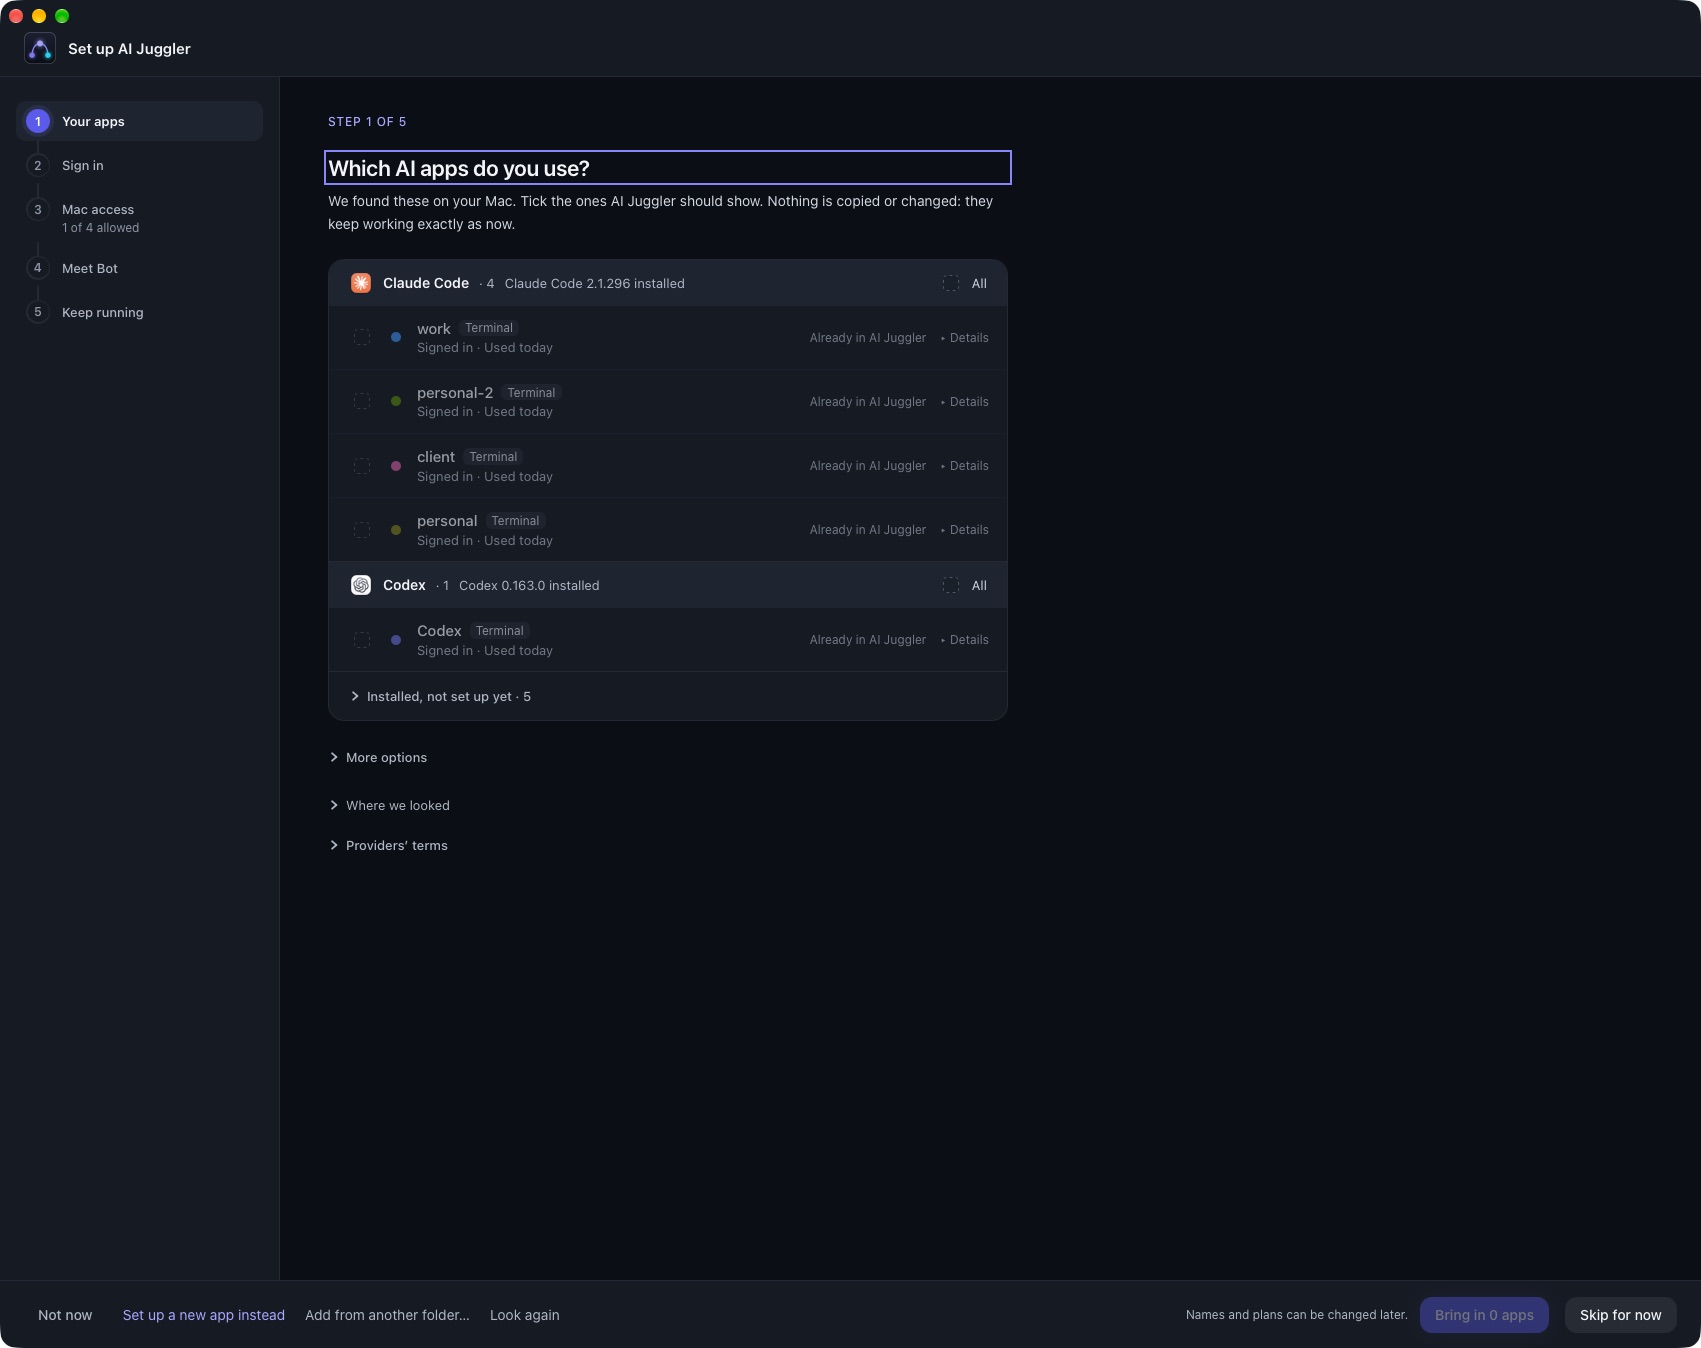 Set up AI Juggler
1 Your apps
2 Sign in
3 Mac access
1 of 4 allowed
4 Meet Bot
5 Keep running
STEP 1 OF 5
Which AI apps do you use?
We found these on your Mac. Tick the ones AI Juggler should show. Nothing is copied or changed: they
keep working exactly as now.
Claude Code · 4 Claude Code 2.1.296 installed All
work Terminal
Signed in · Used today
Already in AI Juggler Details
personal-2 Terminal
Signed in · Used today
Already in AI Juggler Details
client Terminal
Signed in · Used today
Already in AI Juggler Details
personal Terminal
Signed in · Used today
Already in AI Juggler Details
Codex · 1 Codex 0.163.0 installed All
Codex Terminal
Signed in · Used today
Already in AI Juggler Details
Installed, not set up yet · 5
More options
Where we looked
Providers’ terms
Not now Set up a new app instead Add from another folder... Look again Names and plans can be changed later. Bring in 0 apps Skip for now